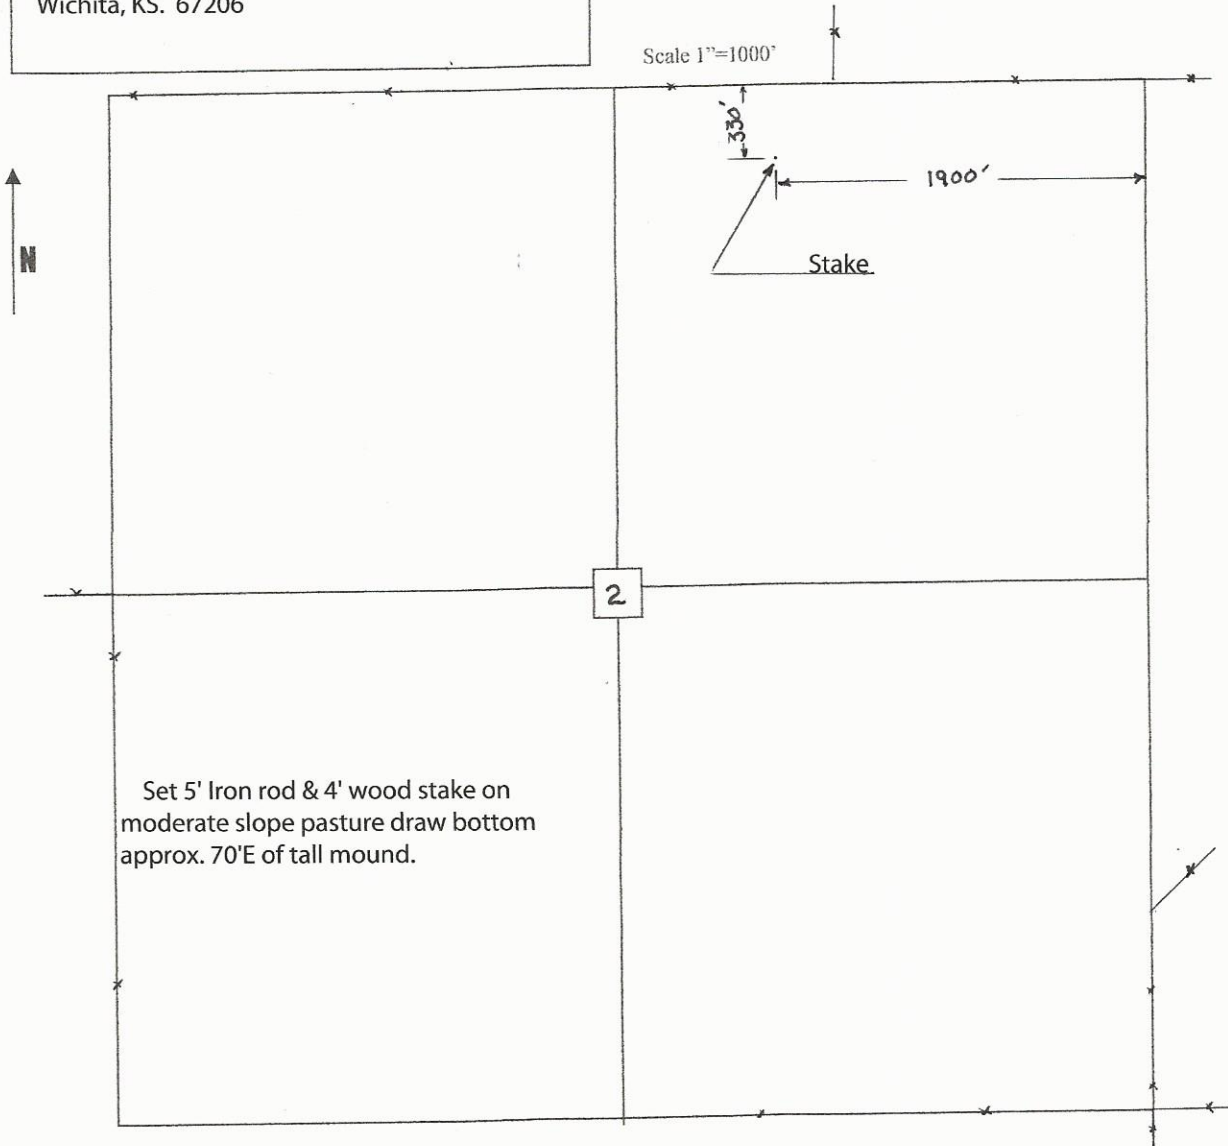 Wichita, KS. 67206
Scale 1"=1000'
330'
1900'
N
Stake
2
Set 5' Iron rod & 4' wood stake on
moderate slope pasture draw bottom
approx. 70'E of tall mound.